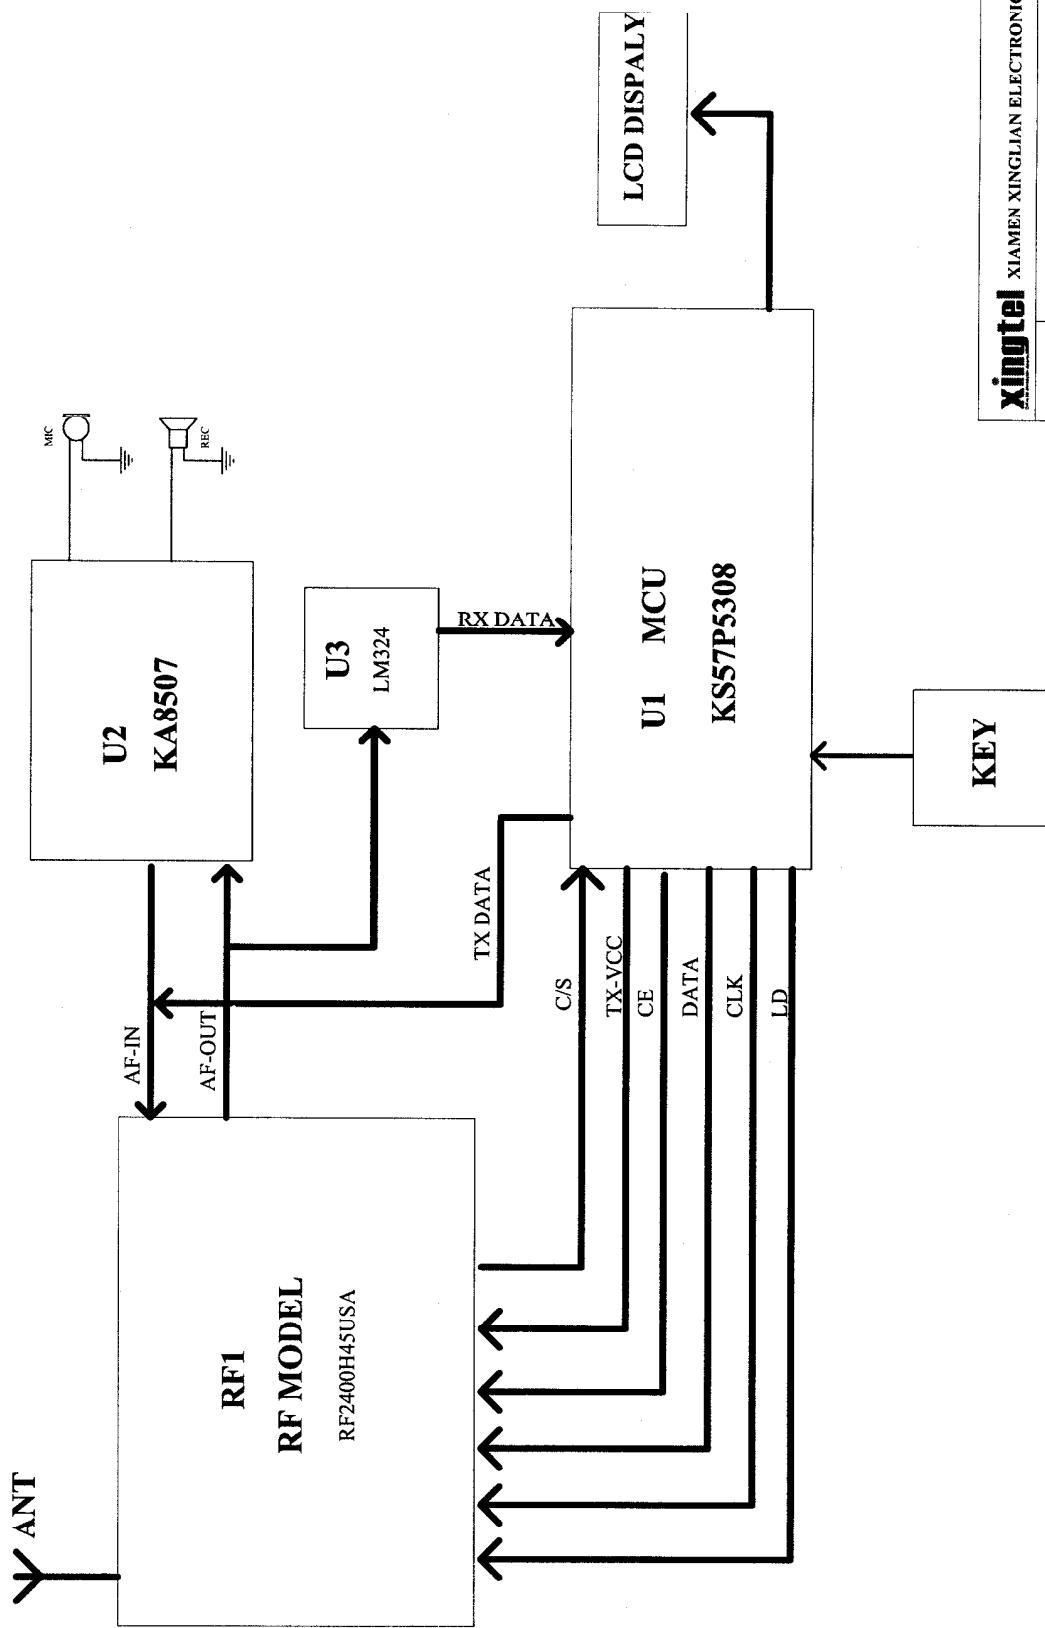 ANT
RF1
RF MODEL
RF2400H45USA
AF-IN
AF-OUT
U2
KA8507
MIC
REC
U3
LM324
RX DATA
TX DATA
C/S
TX-VCC
CE
DATA
CLK
LD
U1 MCU
KS57P5308
KEY
LCD DISPALY
xingtel XIAMEN XINGLIAN